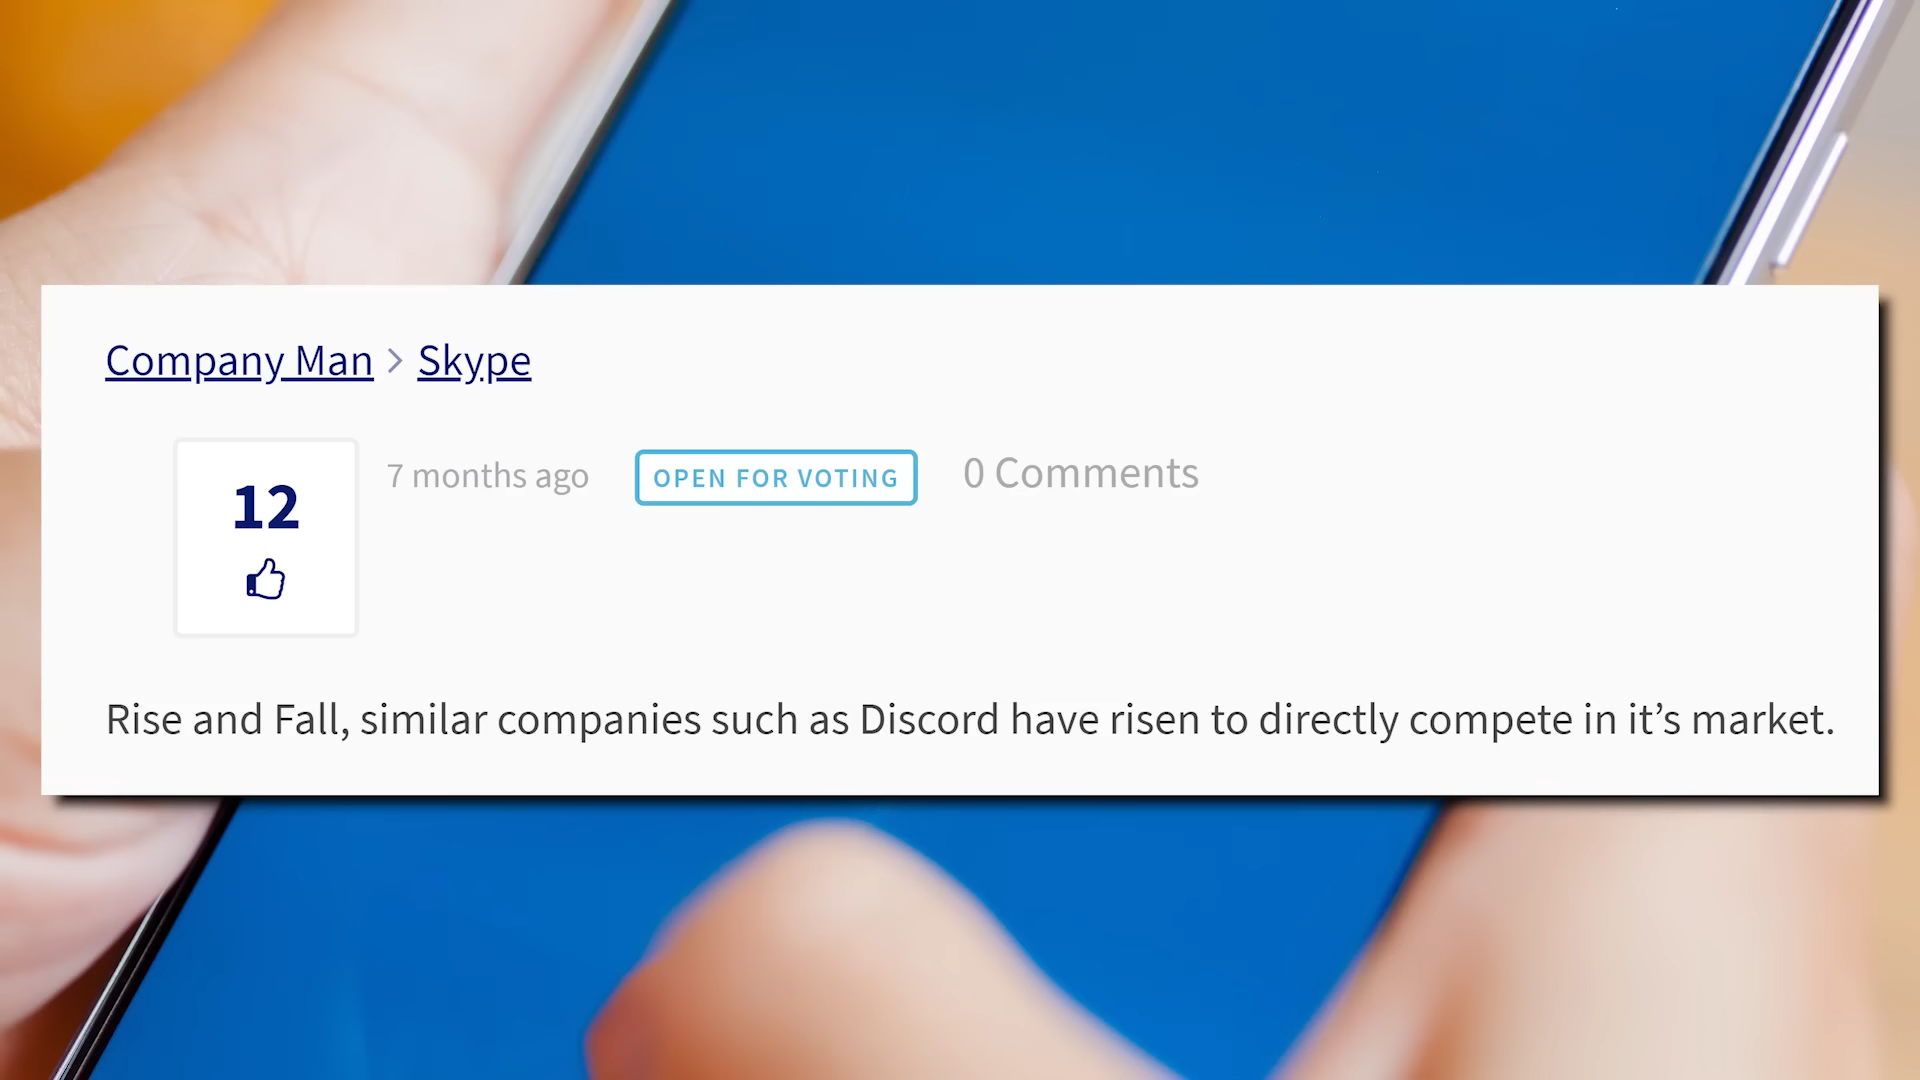 Company Man > Skype
12
7 months ago
OPEN FOR VOTING
0 Comments
Rise and Fall, similar companies such as Discord have risen to directly compete in it’s market.